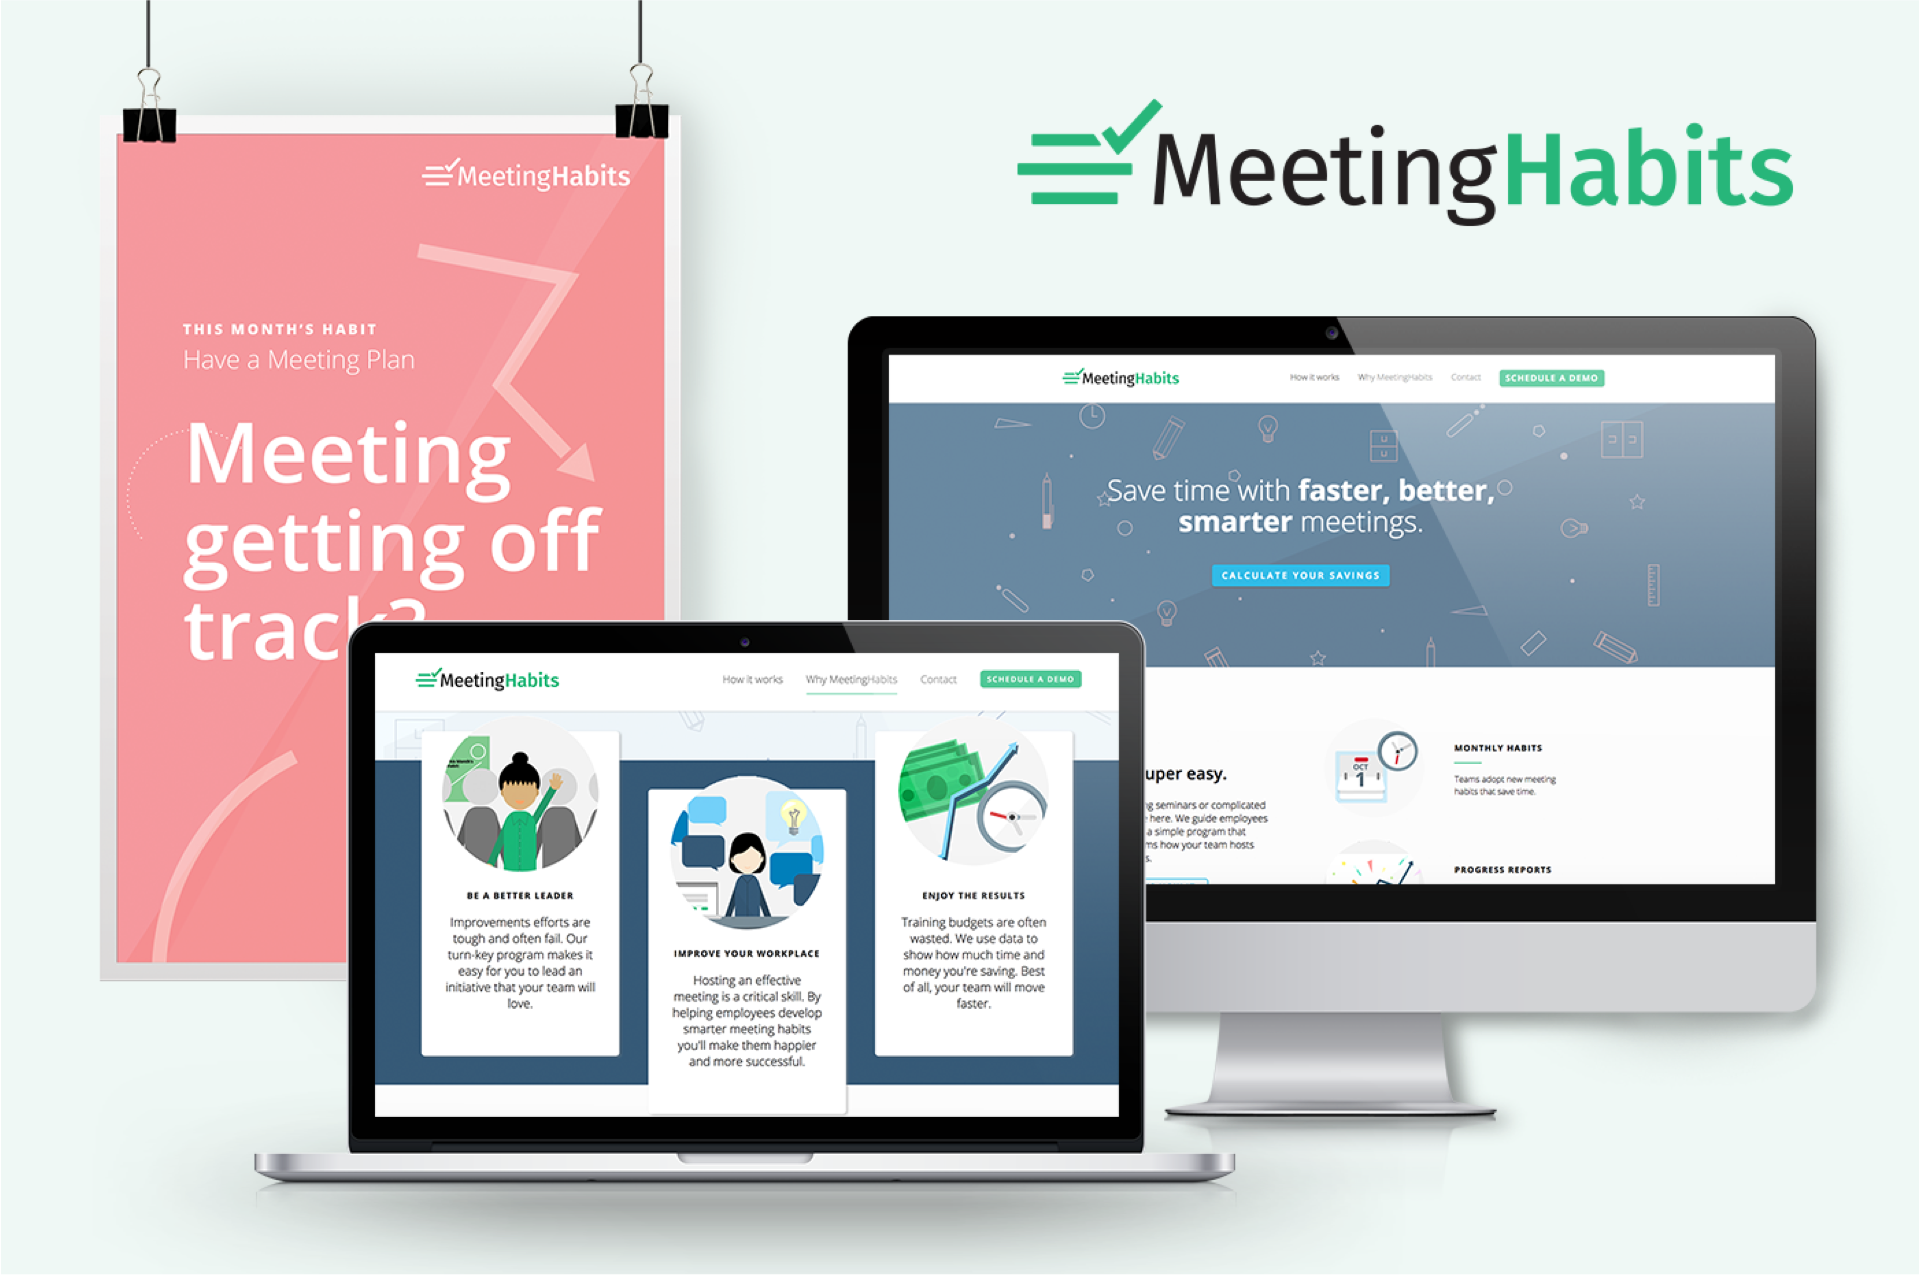 MeetingHabits
MeetingHabits
THIS MONTH'S HABIT
Have a Meeting Plan
Meeting
getting off
track?
MeetingHabits
How it works
Why MeetingHabits
Contact
SCHEDULE A DEMO
Save time with faster, better,
smarter meetings.
CALCULATE YOUR SAVINGS
uper easy.
g seminars or complicated
here. We guide employees
a simple program that
ms how your team hosts
s.
OCT
1
MONTHLY HABITS
Teams adopt new meeting
habits that save time.
PROGRESS REPORTS
MeetingHabits
How it works
Why MeetingHabits
Contact
SCHEDULE A DEMO
BE A BETTER LEADER
Improvements efforts are
tough and often fail. Our
turn-key program makes it
easy for you to lead an
initiative that your team will
love.
IMPROVE YOUR WORKPLACE
Hosting an effective
meeting is a critical skill. By
helping employees develop
smarter meeting habits
you'll make them happier
and more successful.
ENJOY THE RESULTS
Training budgets are often
wasted. We use data to
show how much time and
money you're saving. Best
of all, your team will move
faster.